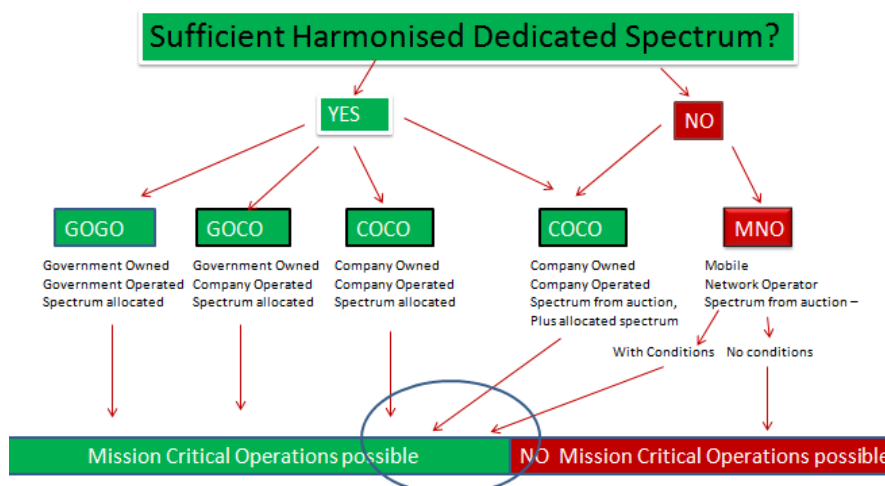 Sufficient Harmonised Dedicated Spectrum?
YES
NO
GOGO
Government Owned
Government Operated
Spectrum allocated
GOCO
Government Owned
Company Operated
Spectrum allocated
COCO
Company Owned
Company Operated
Spectrum allocated
COCO
Company Owned
Company Operated
Spectrum from auction,
Plus allocated spectrum
MNO
Mobile
Network Operator
Spectrum from auction –
With Conditions
No conditions
Mission Critical Operations possible
NO Mission Critical Operations possible